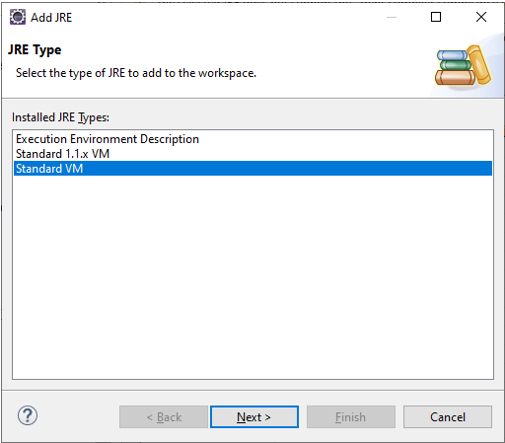 Add JRE
JRE Type
Select the type of JRE to add to the workspace.
Installed JRE Types:
Execution Environment Description
Standard 1.1.x VM
Standard VM
?
< Back
Next >
Finish
Cancel